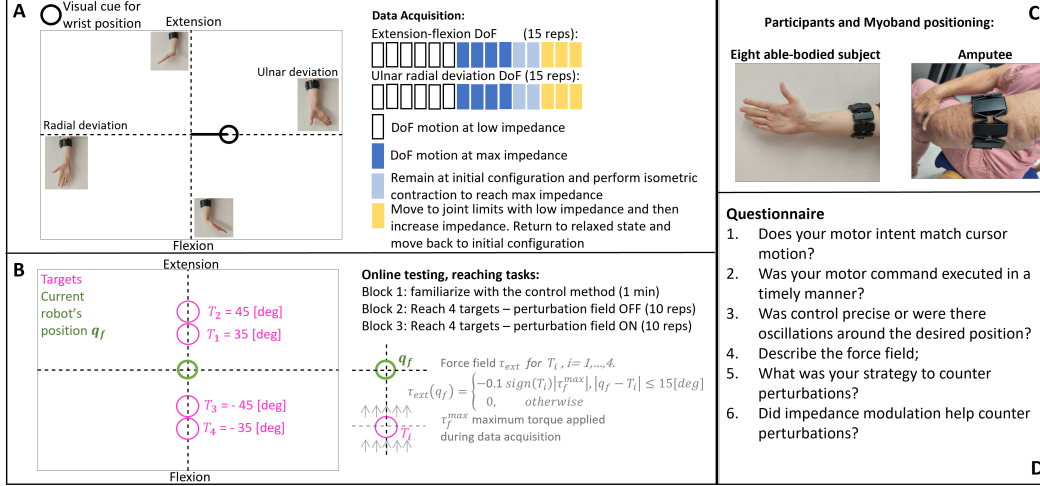 A
Visual cue for
wrist position
Extension
Ulnar deviation
Radial deviation
Flexion
Data Acquisition:
Extension-flexion DoF (15 reps):
Ulnar radial deviation DoF (15 reps):
DoF motion at low impedance
DoF motion at max impedance
Remain at initial configuration and perform isometric
contraction to reach max impedance
Move to joint limits with low impedance and then
increase impedance. Return to relaxed state and
move back to initial configuration
B
Extension
Targets
Current
robot's
position q_f
T_2 = 45 [deg]
T_1 = 35 [deg]
T_3 = - 45 [deg]
T_4 = - 35 [deg]
Flexion
Online testing, reaching tasks:
Block 1: familiarize with the control method (1 min)
Block 2: Reach 4 targets – perturbation field OFF (10 reps)
Block 3: Reach 4 targets – perturbation field ON (10 reps)
q_f
T_i
Force field τ_ext for T_i , i= 1,...,4.
τ_ext(q_f) = { −0.1 sign(T_i)|τ_f^max|, |q_f − T_i| ≤ 15[deg]
0, otherwise
τ_f^max maximum torque applied
during data acquisition
C
Participants and Myoband positioning:
Eight able-bodied subject
Amputee
Questionnaire
1. Does your motor intent match cursor
motion?
2. Was your motor command executed in a
timely manner?
3. Was control precise or were there
oscillations around the desired position?
4. Describe the force field;
5. What was your strategy to counter
perturbations?
6. Did impedance modulation help counter
perturbations?
D